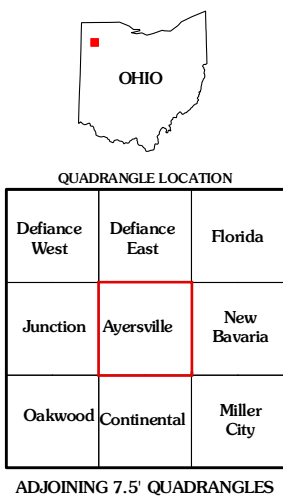 OHIO
QUADRANGLE LOCATION
Defiance
West
Defiance
East
Florida
Junction
Ayersville
New
Bavaria
Oakwood
Continental
Miller
City
ADJOINING 7.5' QUADRANGLES